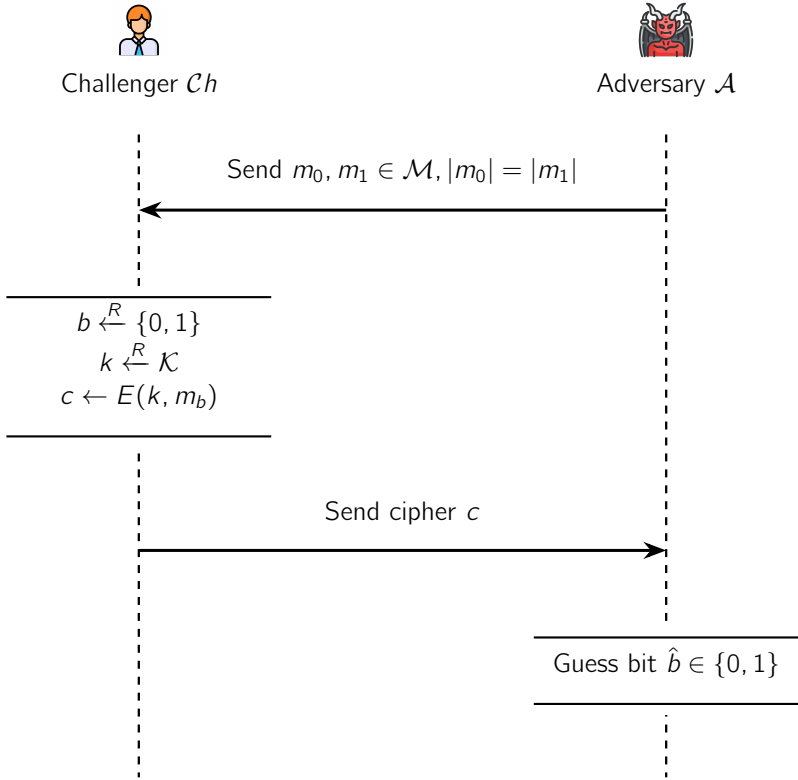 Challenger 𝒞h
Adversary 𝒜
Send m₀, m₁ ∈ ℳ, |m₀| = |m₁|
b ←ᴿ {0, 1}
k ←ᴿ 𝒦
c ← E(k, m_b)
Send cipher c
Guess bit b̂ ∈ {0, 1}